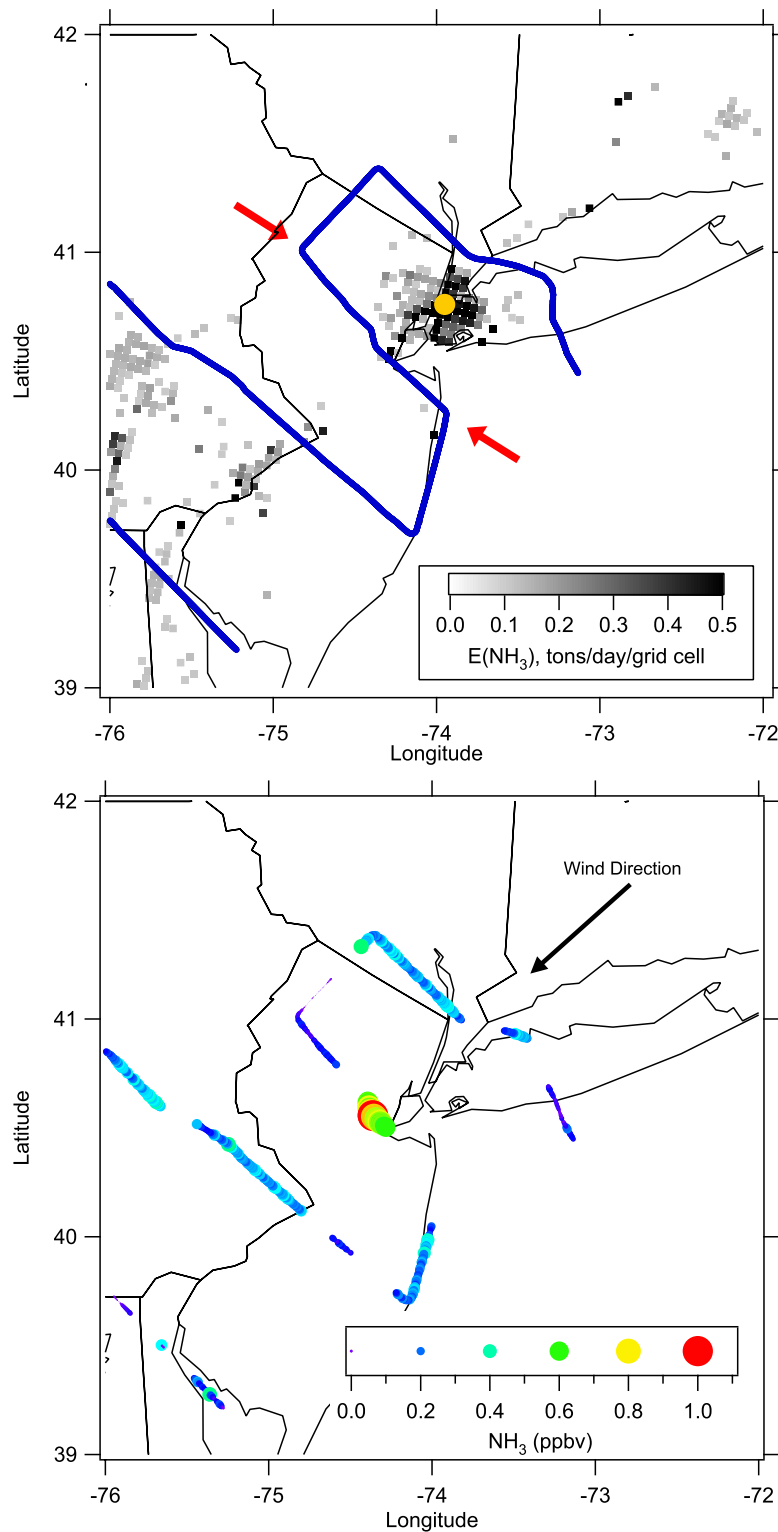 42
41
40
39
Latitude
0.0 0.1 0.2 0.3 0.4 0.5
E(NH₃), tons/day/grid cell
-76 -75 -74 -73 -72
Longitude
42
41
40
39
Latitude
Wind Direction
0.0 0.2 0.4 0.6 0.8 1.0
NH₃ (ppbv)
-76 -75 -74 -73 -72
Longitude